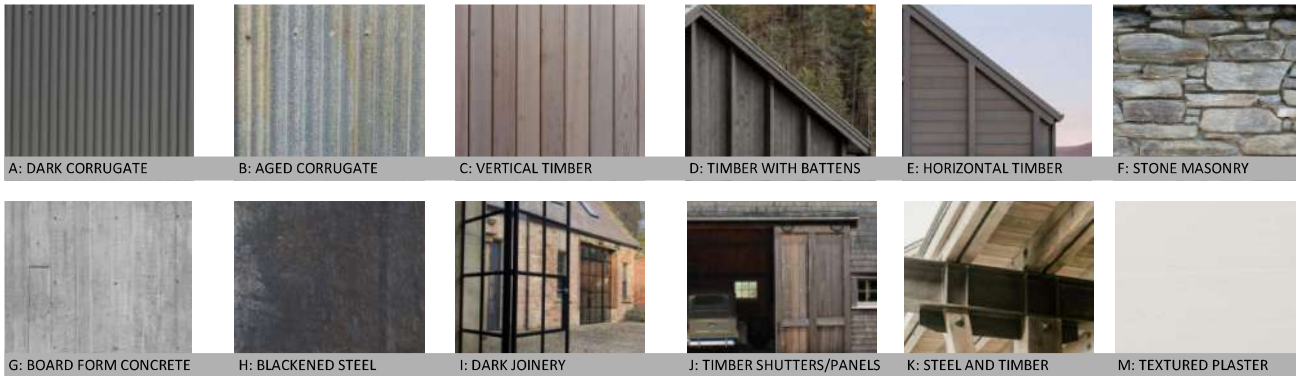 A: DARK CORRUGATE
B: AGED CORRUGATE
C: VERTICAL TIMBER
D: TIMBER WITH BATTENS
E: HORIZONTAL TIMBER
F: STONE MASONRY
G: BOARD FORM CONCRETE
H: BLACKENED STEEL
I: DARK JOINERY
J: TIMBER SHUTTERS/PANELS
K: STEEL AND TIMBER
M: TEXTURED PLASTER